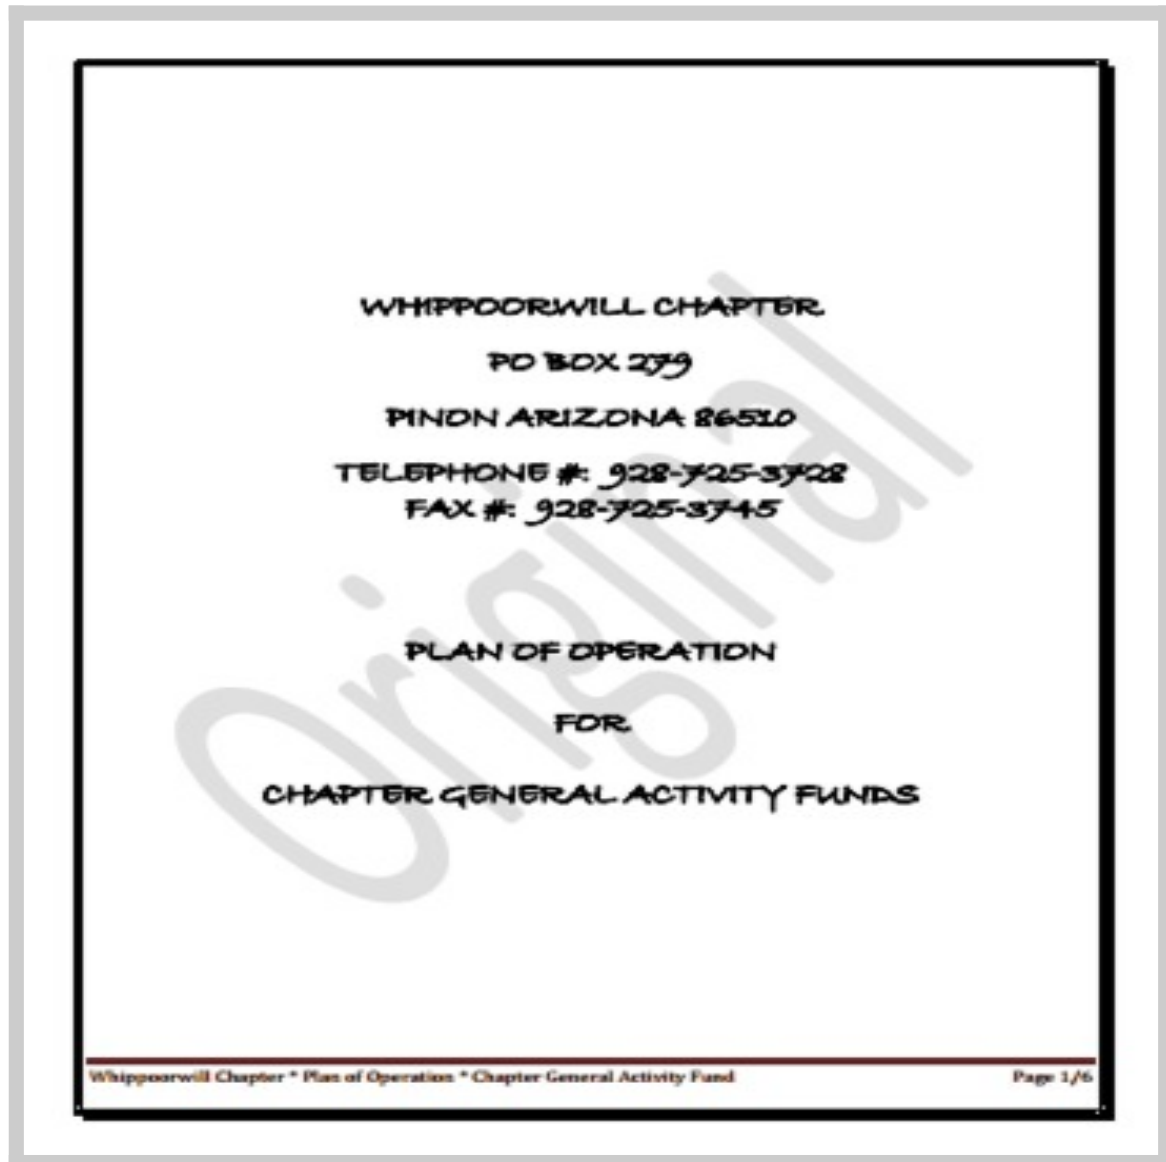 WHIPPOORWILL CHAPTER
PO BOX 279
PINON ARIZONA 86510
TELEPHONE #: 928-725-3728
FAX #: 928-725-3745
PLAN OF OPERATION
FOR
CHAPTER GENERAL ACTIVITY FUNDS
Original
Whippoorwill Chapter * Plan of Operation * Chapter General Activity Fund Page 1/6